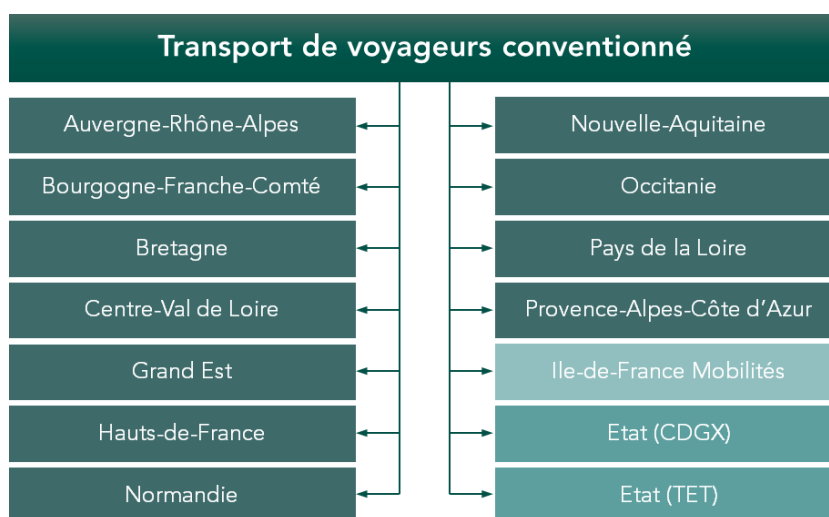 Transport de voyageurs conventionné
Auvergne-Rhône-Alpes
Bourgogne-Franche-Comté
Bretagne
Centre-Val de Loire
Grand Est
Hauts-de-France
Normandie
Nouvelle-Aquitaine
Occitanie
Pays de la Loire
Provence-Alpes-Côte d’Azur
Ile-de-France Mobilités
Etat (CDGX)
Etat (TET)